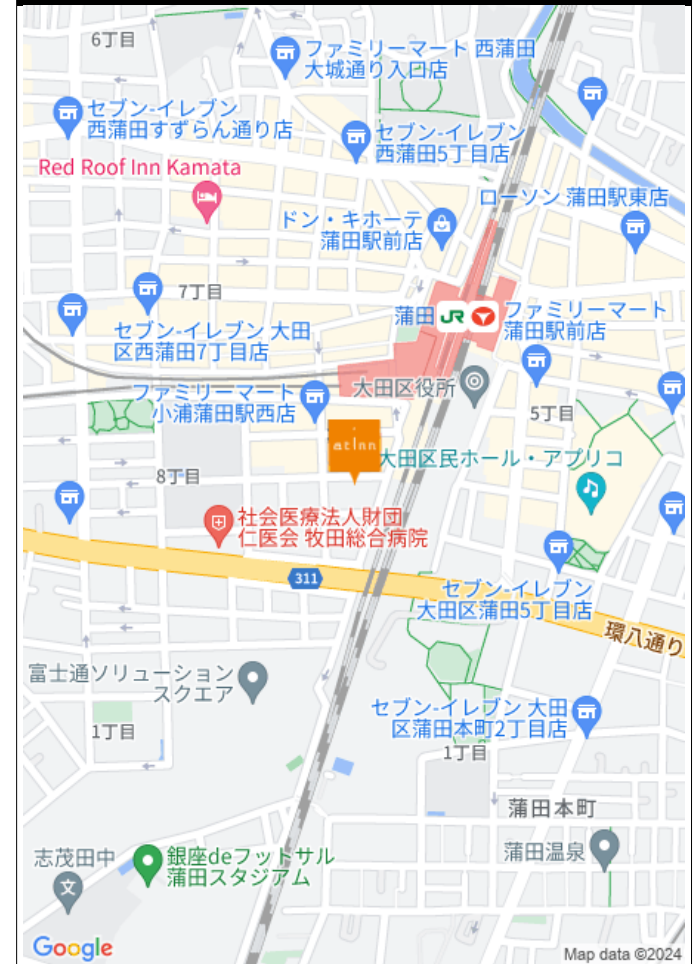 6丁目
ファミリーマート 西蒲田
大城通り入口店
セブン-イレブン
西蒲田すずらん通り店
セブン-イレブン
西蒲田5丁目店
Red Roof Inn Kamata
ローソン 蒲田駅東店
ドン・キホーテ
蒲田駅前店
7丁目
蒲田
JR
ファミリーマート
蒲田駅前店
セブン-イレブン 大田
区西蒲田7丁目店
大田区役所
ファミリーマート
小浦蒲田駅西店
5丁目
at inn
大田区民ホール・アプリコ
8丁目
社会医療法人財団
仁医会 牧田総合病院
311
セブン-イレブン
大田区蒲田5丁目店
環八通り
富士通ソリューション
スクエア
セブン-イレブン 大田
区蒲田本町2丁目店
1丁目
1丁目
蒲田本町
志茂田中
文
銀座deフットサル
蒲田スタジアム
蒲田温泉
Google
Map data ©2024